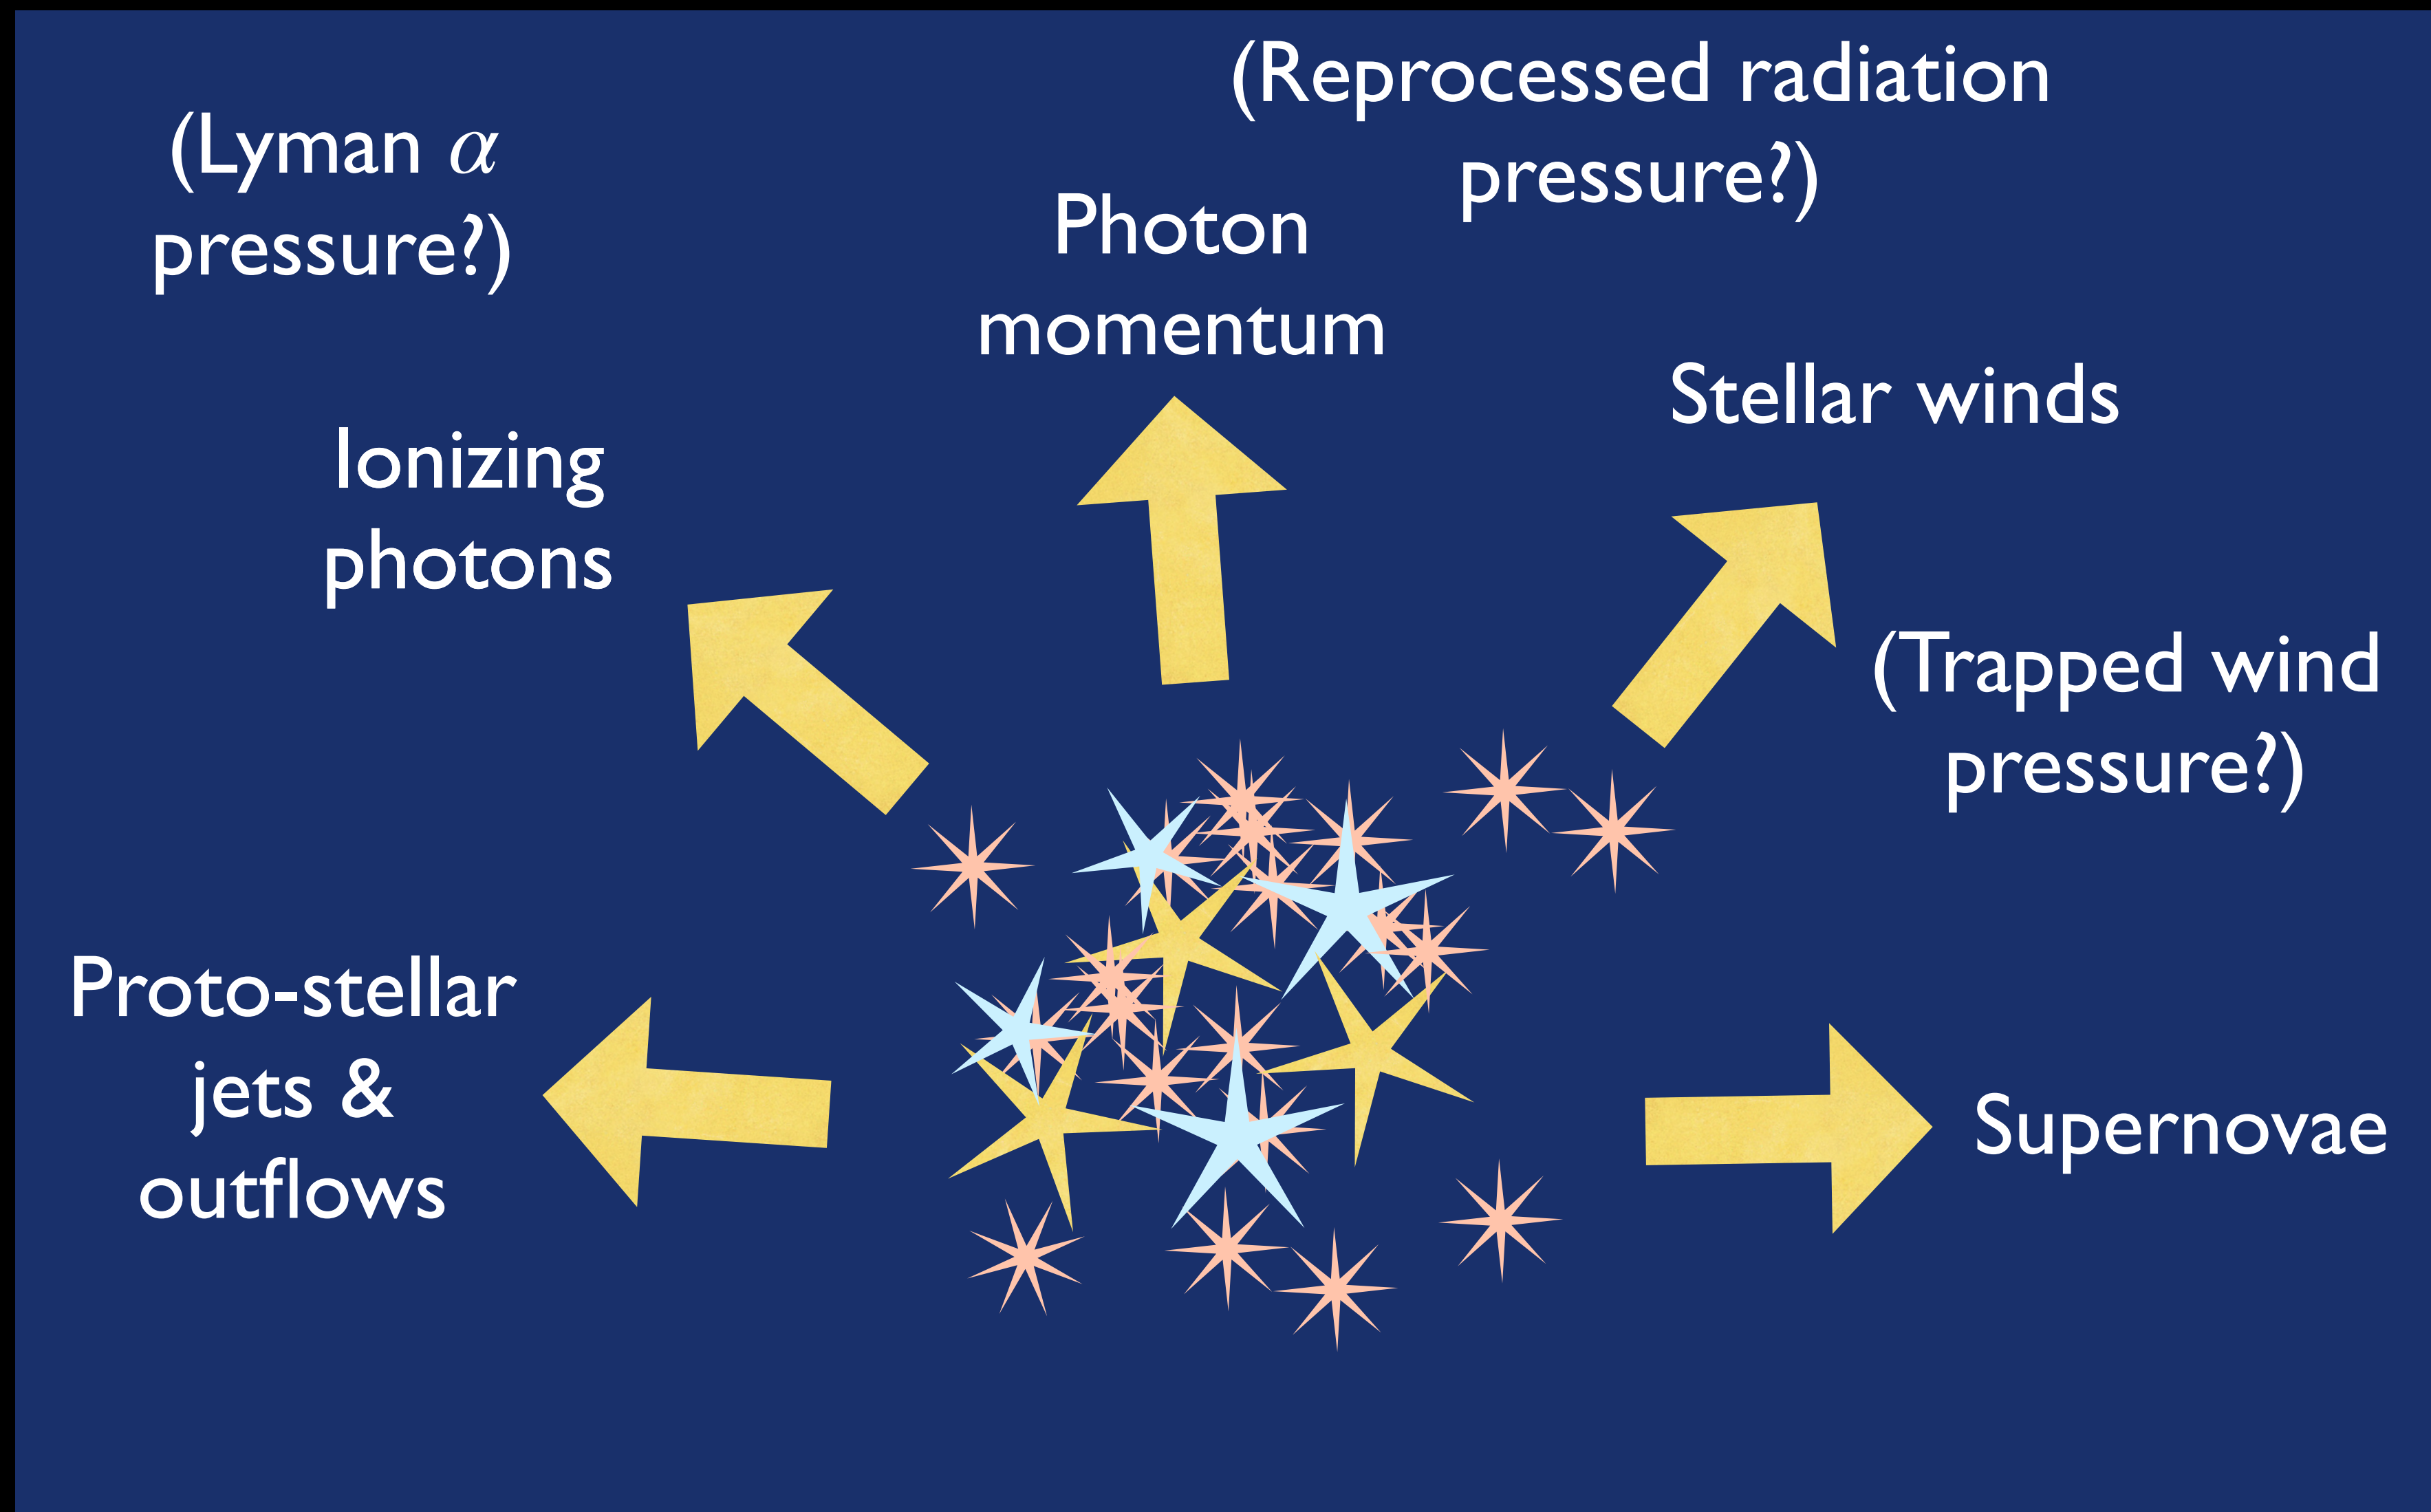 (Lyman α
pressure?)
(Reprocessed radiation
pressure?)
Photon
momentum
Ionizing
photons
Stellar winds
(Trapped wind
pressure?)
Proto-stellar
jets &
outflows
Supernovae